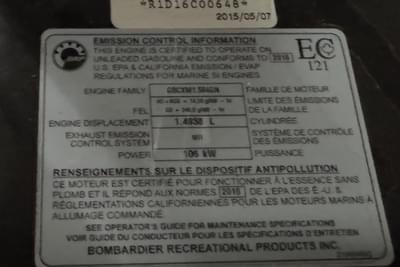 *R1D16C00648*
2015/05/07
EMISSION CONTROL INFORMATION
THIS ENGINE IS CERTIFIED TO OPERATE ON
UNLEADED GASOLINE AND CONFORMS TO 2016
U.S. EPA & CALIFORNIA EMISSION / EVAP
REGULATIONS FOR MARINE SI ENGINES
EC
121
ENGINE FAMILY GBCXM1.5 FAMILLE DE MOTEUR
FEL LIMITE DES ÉMISSIONS DE LA FAMILLE
ENGINE DISPLACEMENT 1.4938 L CYLINDRÉE
EXHAUST EMISSION CONTROL SYSTEM SYSTÈME DE CONTRÔLE DES ÉMISSIONS
POWER 106 kW PUISSANCE
RENSEIGNEMENTS SUR LE DISPOSITIF ANTIPOLLUTION
CE MOTEUR EST CERTIFIÉ POUR FONCTIONNER À L'ESSENCE SANS
PLOMB ET IL RÉPOND AUX NORMES 2016 DE L'EPA DES É.-U. &
RÉGLEMENTATIONS CALIFORNIENNES POUR LES MOTEURS MARINS À
ALLUMAGE COMMANDÉ.
SEE OPERATOR'S GUIDE FOR MAINTENANCE SPECIFICATIONS
VOIR GUIDE DU CONDUCTEUR POUR LES SPÉCIFICATIONS D'ENTRETIEN
BOMBARDIER RECREATIONAL PRODUCTS INC.